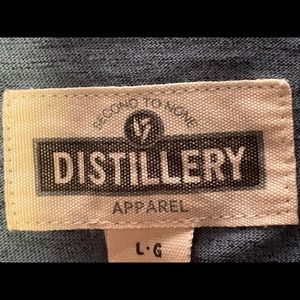 SECOND TO NONE
DISTILLERY
APPAREL
L·G